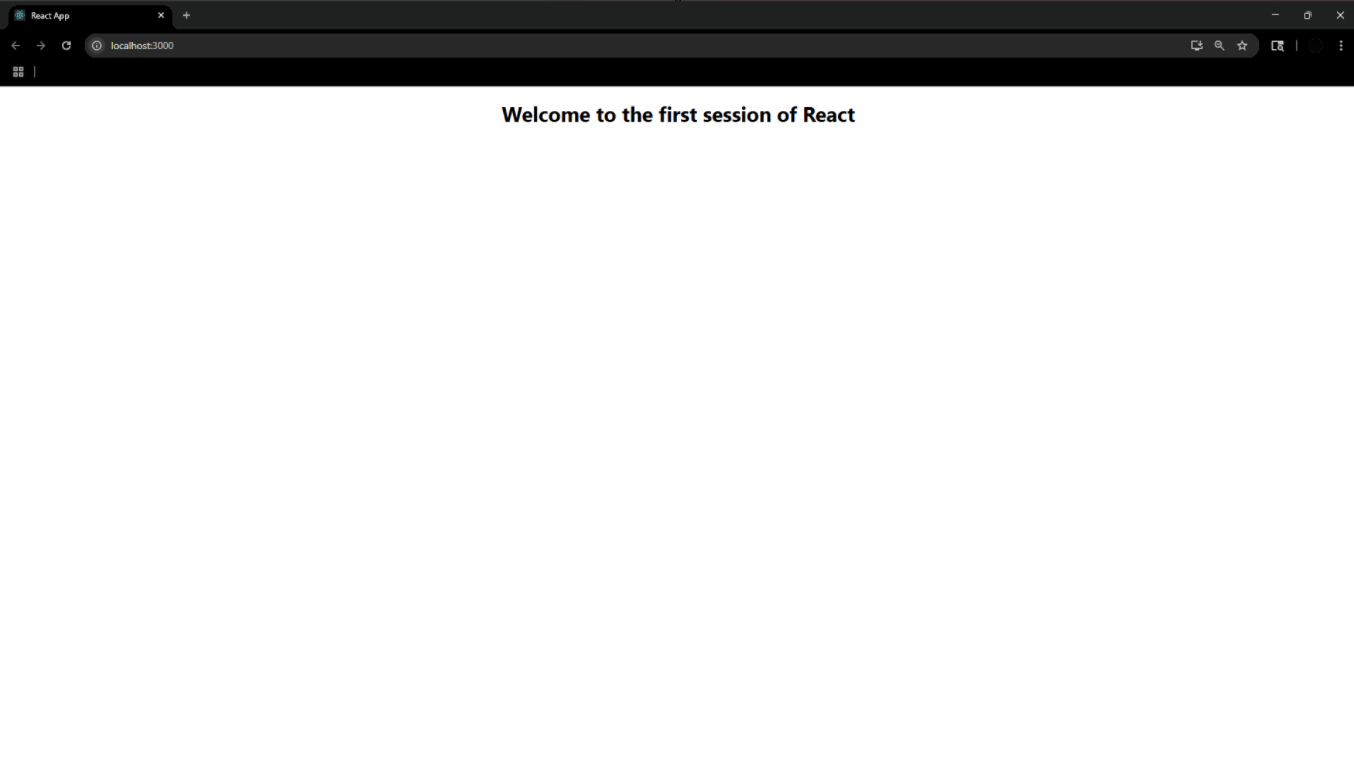 React App
localhost:3000
Welcome to the first session of React